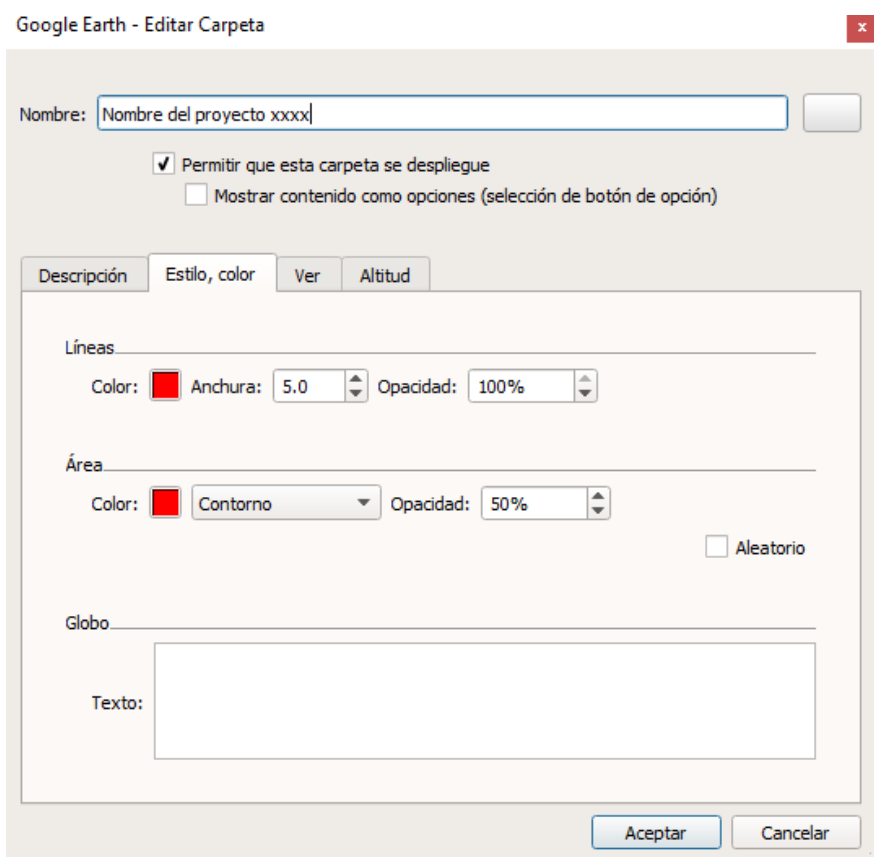 Google Earth - Editar Carpeta
x
Nombre: Nombre del proyecto xxxx
Permitir que esta carpeta se despliegue
Mostrar contenido como opciones (selección de botón de opción)
Descripción Estilo, color Ver Altitud
Líneas
Color: Anchura: 5.0 Opacidad: 100%
Área
Color: Contorno Opacidad: 50%
Aleatorio
Globo
Texto:
Aceptar Cancelar